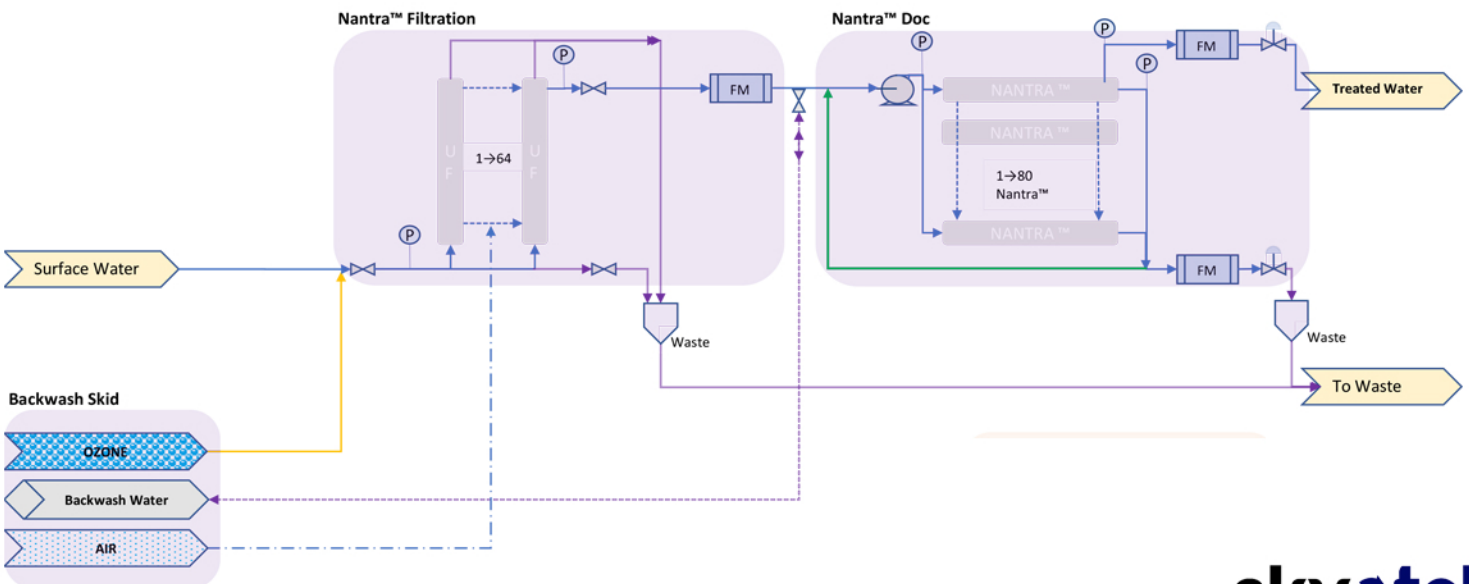 Nantra™ Filtration
Nantra™ Doc
P
P
P
P
FM
FM
NANTRA™
Treated Water
U
F
U
F
1→64
NANTRA™
1→80
Nantra™
P
NANTRA™
Surface Water
FM
Waste
Waste
Backwash Skid
To Waste
OZONE
Backwash Water
AIR